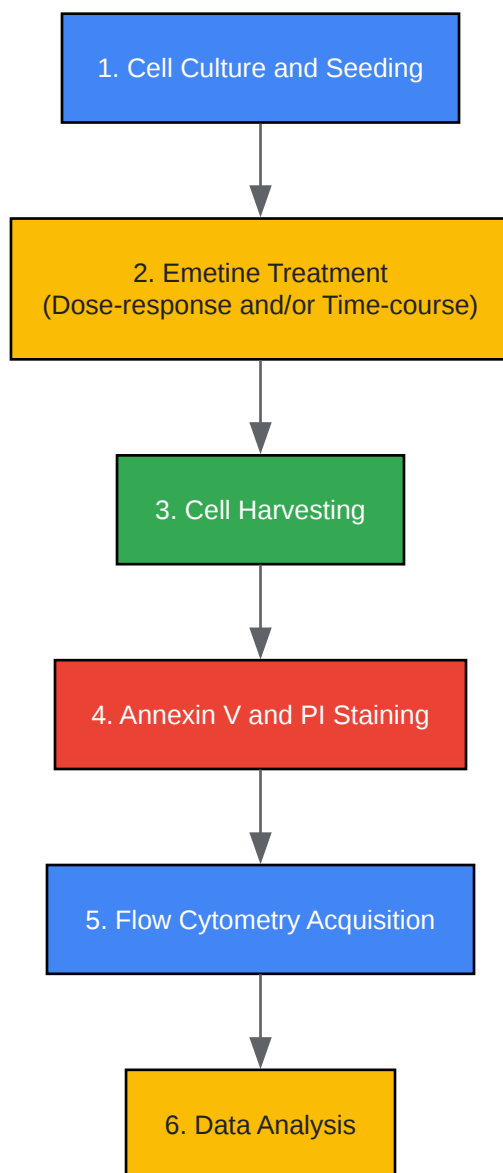 1. Cell Culture and Seeding
2. Emetine Treatment
(Dose-response and/or Time-course)
3. Cell Harvesting
4. Annexin V and PI Staining
5. Flow Cytometry Acquisition
6. Data Analysis